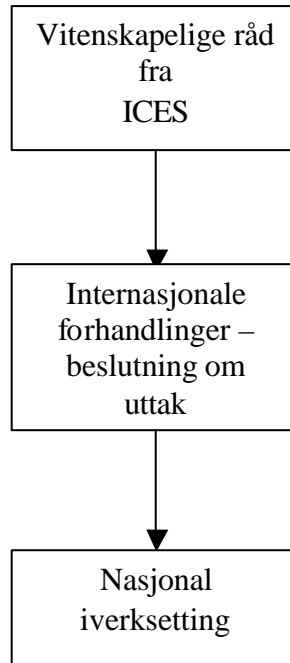 Vitenskapelige råd
fra
ICES
Internasjonale
forhandlinger –
beslutning om
uttak
Nasjonal
iverksetting